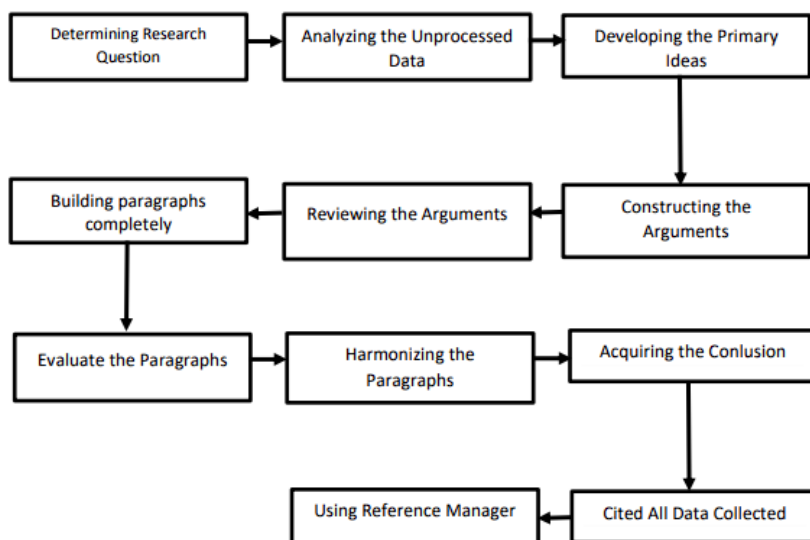 Determining Research
Question
Analyzing the Unprocessed
Data
Developing the Primary
Ideas
Constructing the
Arguments
Reviewing the Arguments
Building paragraphs
completely
Evaluate the Paragraphs
Harmonizing the
Paragraphs
Acquiring the Conlusion
Cited All Data Collected
Using Reference Manager